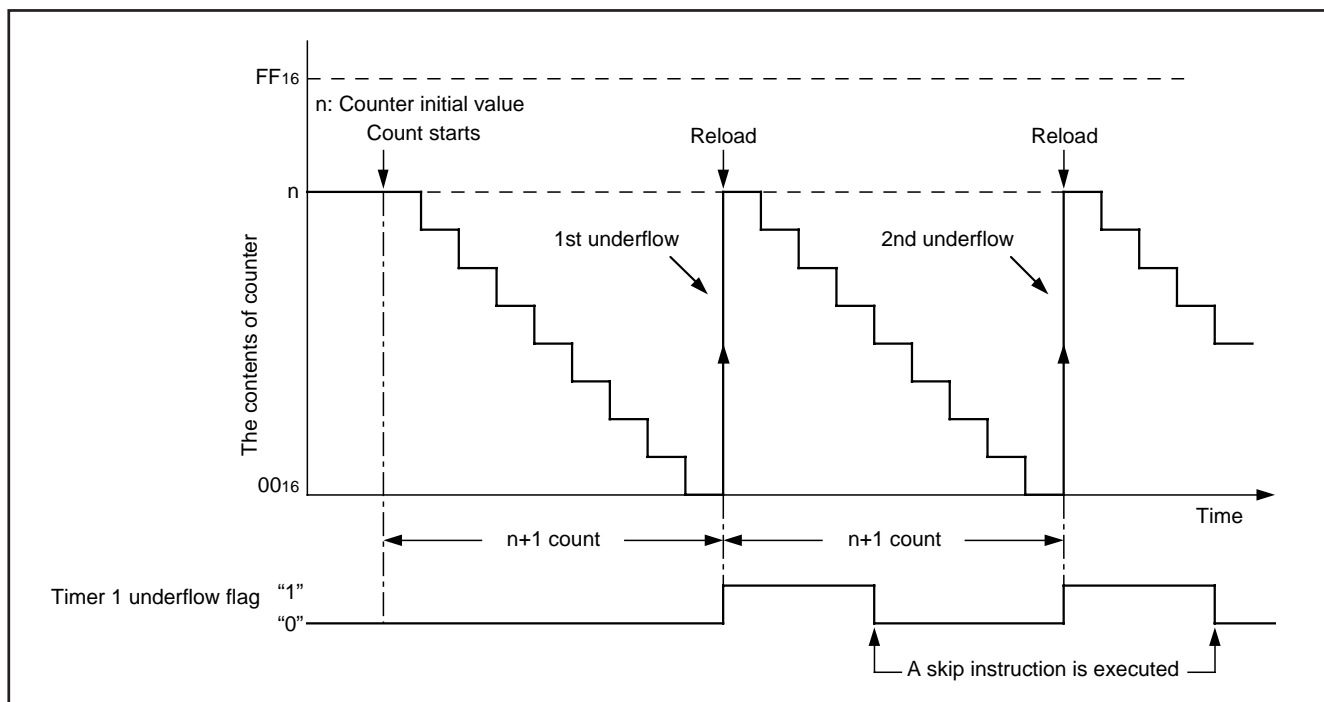 FF16
n: Counter initial value
Count starts
Reload
Reload
n
1st underflow
2nd underflow
The contents of counter
0016
Time
n+1 count
n+1 count
Timer 1 underflow flag
“1”
“0”
A skip instruction is executed